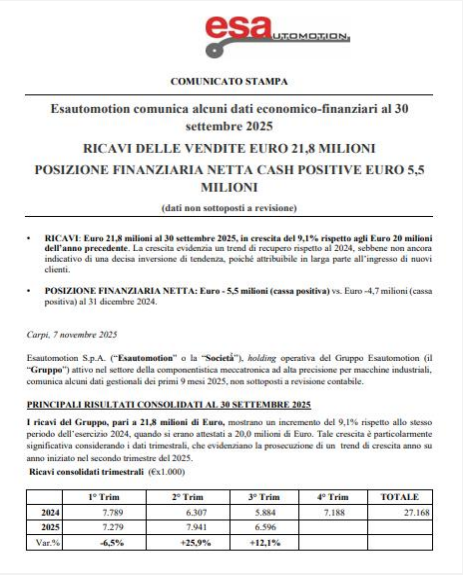 esa
AUTOMOTION
COMUNICATO STAMPA
Esautomotion comunica alcuni dati economico-finanziari al 30
settembre 2025
RICAVI DELLE VENDITE EURO 21,8 MILIONI
POSIZIONE FINANZIARIA NETTA CASH POSITIVE EURO 5,5
MILIONI
(dati non sottoposti a revisione)
• RICAVI: Euro 21,8 milioni al 30 settembre 2025, in crescita del 9,1% rispetto agli Euro 20 milioni
dell'anno precedente. La crescita evidenzia un trend di recupero rispetto al 2024, sebbene non ancora
indicativo di una decisa inversione di tendenza, poiché attribuibile in larga parte all'ingresso di nuovi
clienti.
• POSIZIONE FINANZIARIA NETTA: Euro - 5,5 milioni (cassa positiva) vs. Euro -4,7 milioni (cassa
positiva) al 31 dicembre 2024.
Carpi, 7 novembre 2025
Esautomotion S.p.A. ("Esautomotion" o la "Società"), holding operativa del Gruppo Esautomotion (il
"Gruppo") attivo nel settore della componentistica meccatronica ad alta precisione per macchine industriali,
comunica alcuni dati gestionali dei primi 9 mesi 2025, non sottoposti a revisione contabile.
PRINCIPALI RISULTATI CONSOLIDATI AL 30 SETTEMBRE 2025
I ricavi del Gruppo, pari a 21,8 milioni di Euro, mostrano un incremento del 9,1% rispetto allo stesso
periodo dell'esercizio 2024, quando si erano attestati a 20,0 milioni di Euro. Tale crescita è particolarmente
significativa considerando i dati trimestrali, che evidenziano la prosecuzione di un trend di crescita anno su
anno iniziato nel secondo trimestre del 2025.
Ricavi consolidati trimestrali (€x1.000)
1° Trim 2° Trim 3° Trim 4° Trim TOTALE
2024 7.789 6.307 5.884 7.188 27.168
2025 7.279 7.941 6.596
Var.% -6,5% +25,9% +12,1%